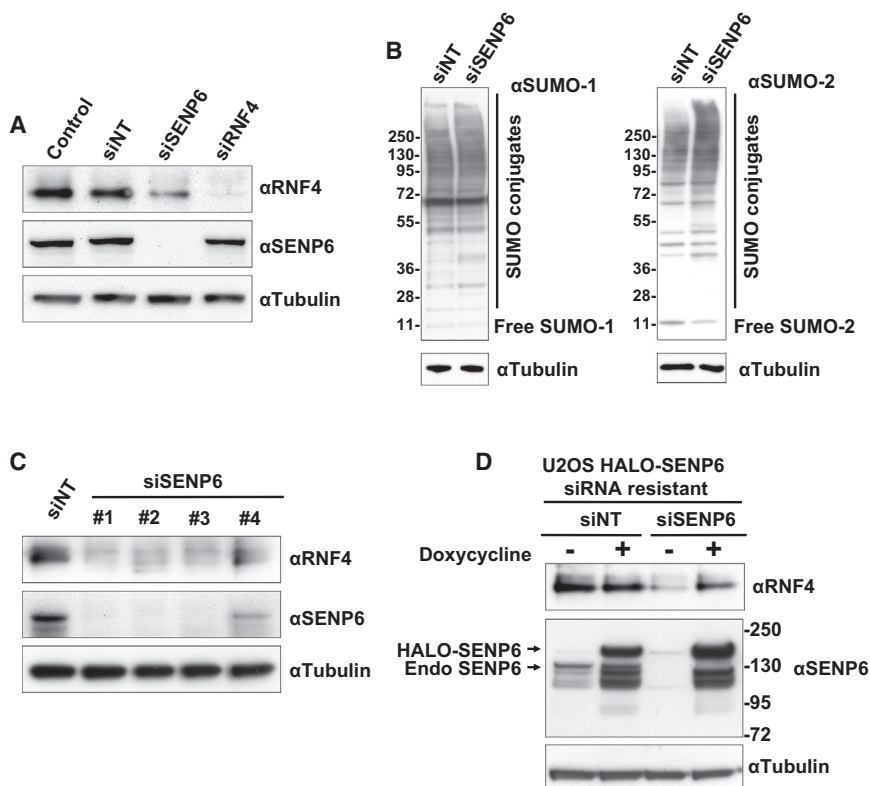 A
Control
siNT
siSENP6
siRNF4
αRNF4
αSENP6
αTubulin
B
siNT
siSENP6
αSUMO-1
250-
130-
95-
72-
55-
36-
28-
11-
SUMO conjugates
Free SUMO-1
αTubulin
siNT
siSENP6
αSUMO-2
250-
130-
95-
72-
55-
36-
28-
11-
SUMO conjugates
Free SUMO-2
αTubulin
C
siNT
siSENP6
#1 #2 #3 #4
αRNF4
αSENP6
αTubulin
D
U2OS HALO-SENP6
siRNA resistant
siNT siSENP6
Doxycycline - + - +
αRNF4
HALO-SENP6
Endo SENP6
-250
-130
-95
-72
αSENP6
αTubulin